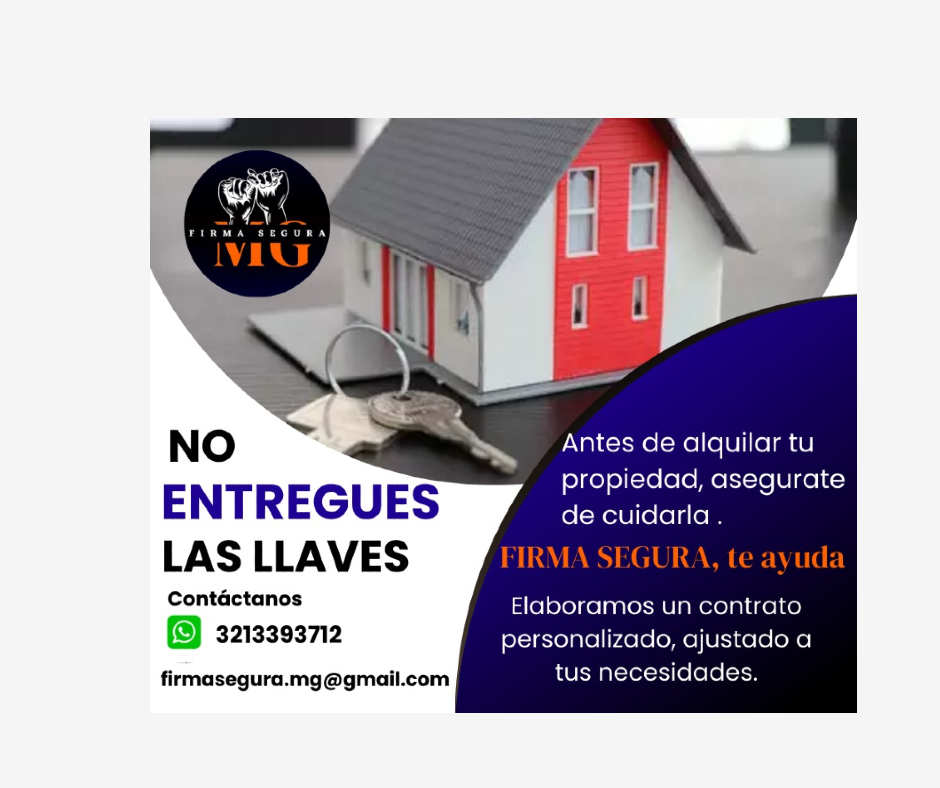 FIRMA SEGURA
MG
NO
ENTREGUES
LAS LLAVES
Contáctanos
3213393712
firmasegura.mg@gmail.com
Antes de alquilar tu
propiedad, asegurate
de cuidarla .
FIRMA SEGURA, te ayuda
Elaboramos un contrato
personalizado, ajustado a
tus necesidades.